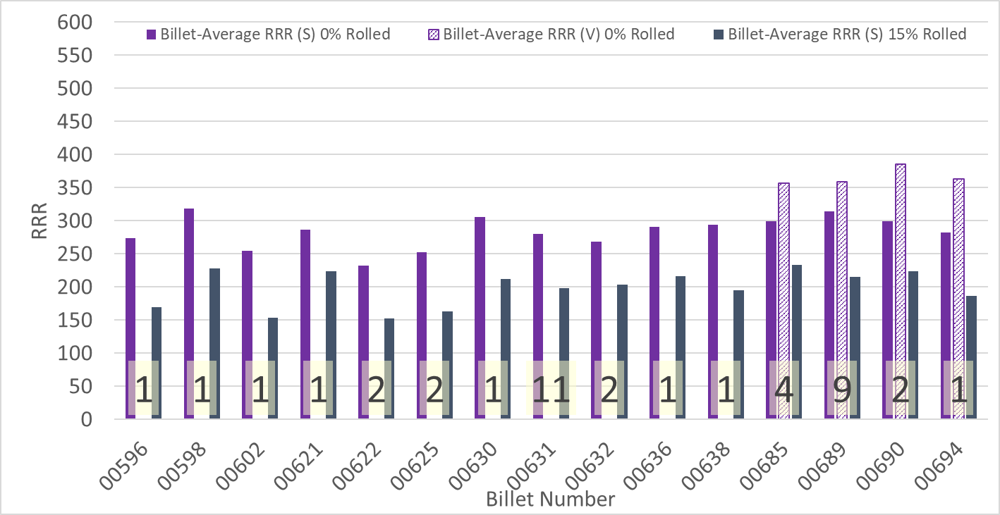 600
Billet-Average RRR (S) 0% Rolled Billet-Average RRR (V) 0% Rolled Billet-Average RRR (S) 15% Rolled
550
500
450
400
350
300
250
200
150
100
50
0
RRR
1 1 1 1 2 2 1 11 2 1 1 4 9 2 1
00596 00598 00602 00621 00622 00625 00630 00631 00632 00636 00638 00685 00689 00690 00694
Billet Number